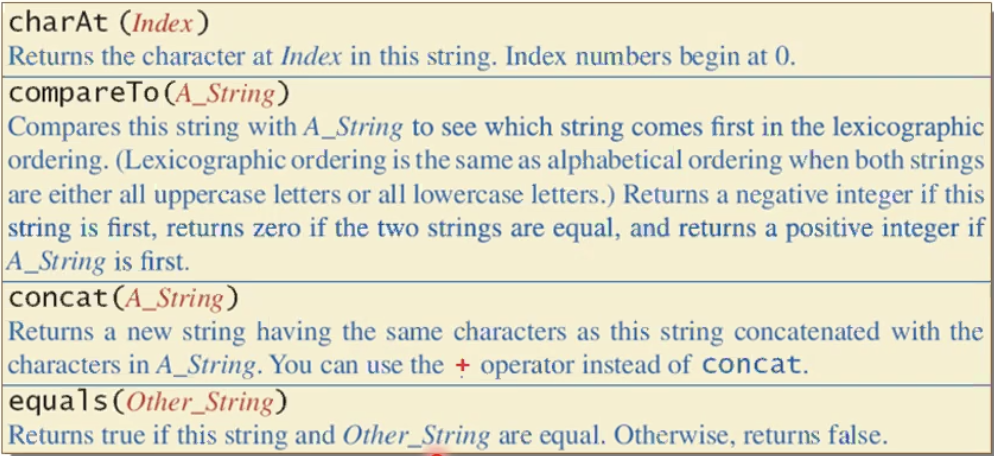 charAt (Index)
Returns the character at Index in this string. Index numbers begin at 0.
compareTo(A_String)
Compares this string with A_String to see which string comes first in the lexicographic
ordering. (Lexicographic ordering is the same as alphabetical ordering when both strings
are either all uppercase letters or all lowercase letters.) Returns a negative integer if this
string is first, returns zero if the two strings are equal, and returns a positive integer if
A_String is first.
concat(A_String)
Returns a new string having the same characters as this string concatenated with the
characters in A_String. You can use the + operator instead of concat.
equals(Other_String)
Returns true if this string and Other_String are equal. Otherwise, returns false.